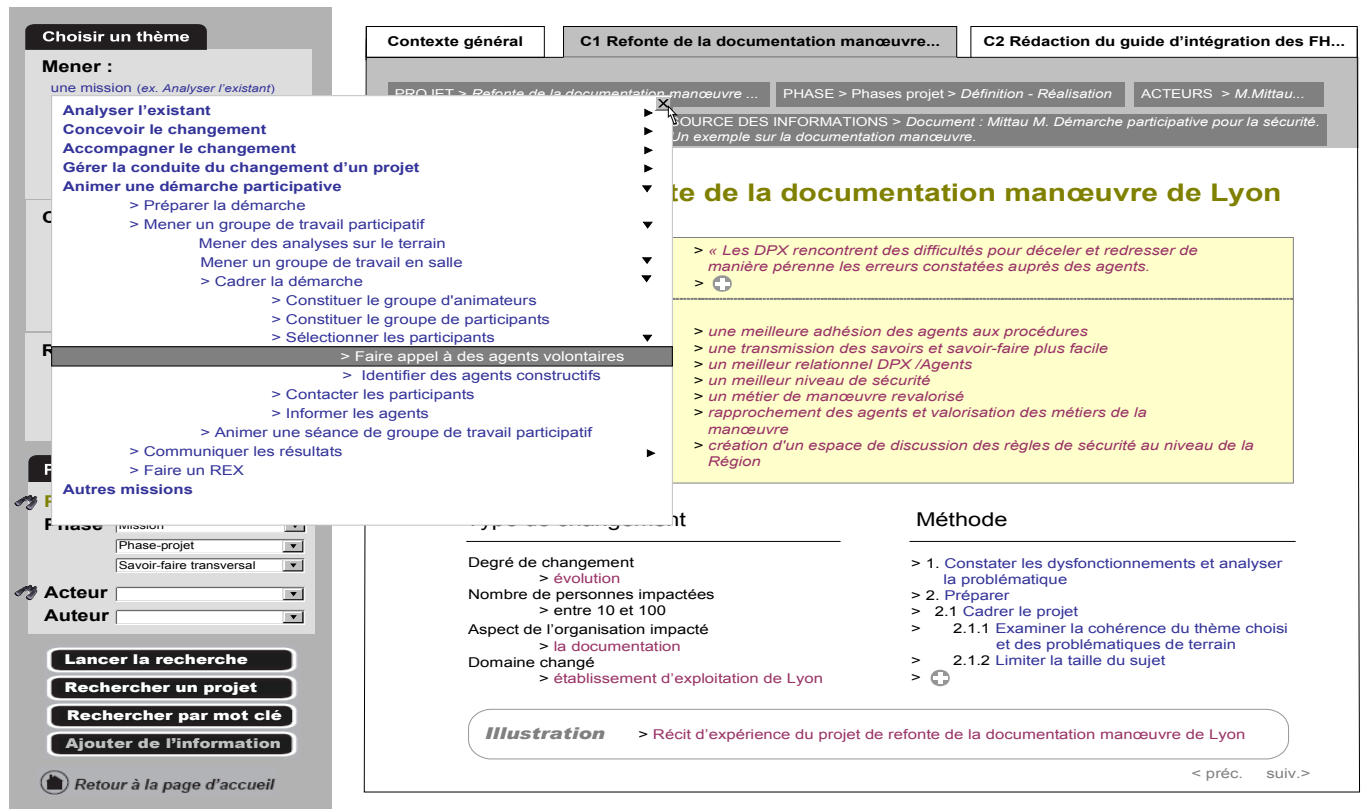 Choisir un thème
Mener :
une mission (ex. Analyser l'existant)
Analyser l'existant
Concevoir le changement
Accompagner le changement
Gérer la conduite du changement d'un projet
Animer une démarche participative
> Préparer la démarche
> Mener un groupe de travail participatif
Mener des analyses sur le terrain
Mener un groupe de travail en salle
> Cadrer la démarche
> Constituer le groupe d'animateurs
> Constituer le groupe de participants
> Sélectionner les participants
> Faire appel à des agents volontaires
> Identifier des agents constructifs
> Contacter les participants
> Informer les agents
> Animer une séance de groupe de travail participatif
> Communiquer les résultats
> Faire un REX
Autres missions
Phase Mission
Phase-projet
Savoir-faire transversal
Acteur
Auteur
Lancer la recherche
Rechercher un projet
Rechercher par mot clé
Ajouter de l'information
Retour à la page d'accueil
Contexte général
C1 Refonte de la documentation manœuvre...
C2 Rédaction du guide d'intégration des FH...
PROJET > Refonte de la documentation manœuvre ...
PHASE > Phases projet > Définition - Réalisation
ACTEURS > M.Mittau...
SOURCE DES INFORMATIONS > Document : Mittau M. Démarche participative pour la sécurité.
Un exemple sur la documentation manœuvre.
de la documentation manœuvre de Lyon
> « Les DPX rencontrent des difficultés pour déceler et redresser de
manière pérenne les erreurs constatées auprès des agents.
>
> une meilleure adhésion des agents aux procédures
> une transmission des savoirs et savoir-faire plus facile
> un meilleur relationnel DPX /Agents
> un meilleur niveau de sécurité
> un métier de manœuvre revalorisé
> rapprochement des agents et valorisation des métiers de la
manœuvre
> création d'un espace de discussion des règles de sécurité au niveau de la
Région
Type de changement
Degré de changement
> évolution
Nombre de personnes impactées
> entre 10 et 100
Aspect de l'organisation impacté
> la documentation
Domaine changé
> établissement d'exploitation de Lyon
Méthode
> 1. Constater les dysfonctionnements et analyser
la problématique
> 2. Préparer
> 2.1 Cadrer le projet
> 2.1.1 Examiner la cohérence du thème choisi
et des problématiques de terrain
> 2.1.2 Limiter la taille du sujet
>
Illustration > Récit d'expérience du projet de refonte de la documentation manœuvre de Lyon
< préc. suiv.>